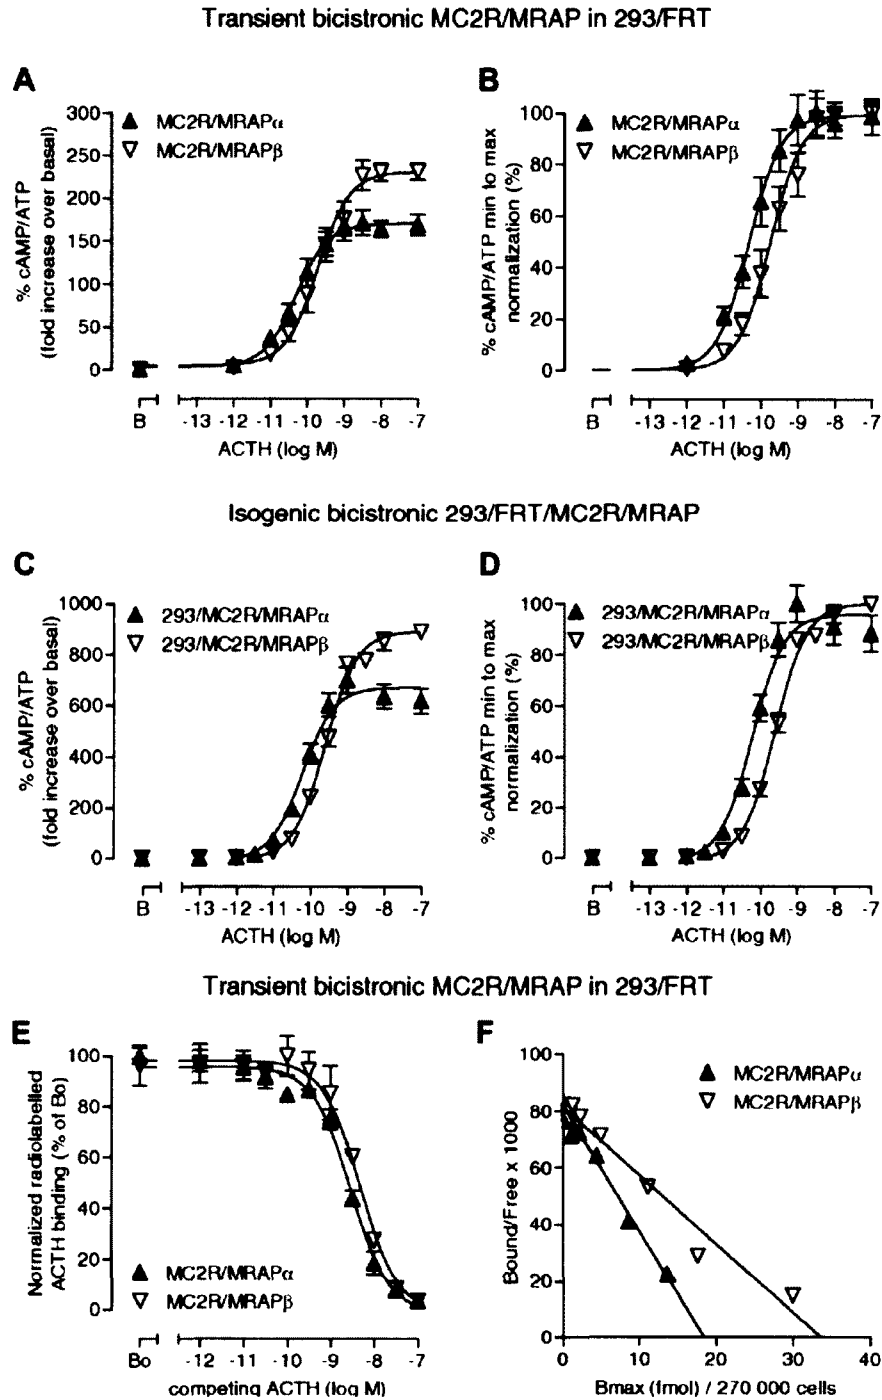 Transient bicistronic MC2R/MRAP in 293/FRT
A
MC2R/MRAPα
MC2R/MRAPβ
% cAMP/ATP
(fold increase over basal)
300
250
200
150
100
50
0
B -13 -12 -11 -10 -9 -8 -7
ACTH (log M)
B
MC2R/MRAPα
MC2R/MRAPβ
% cAMP/ATP min to max
normalization (%)
100
80
60
40
20
0
B -13 -12 -11 -10 -9 -8 -7
ACTH (log M)
Isogenic bicistronic 293/FRT/MC2R/MRAP
C
293/MC2R/MRAPα
293/MC2R/MRAPβ
% cAMP/ATP
(fold increase over basal)
1000
800
600
400
200
0
B -13 -12 -11 -10 -9 -8 -7
ACTH (log M)
D
293/MC2R/MRAPα
293/MC2R/MRAPβ
% cAMP/ATP min to max
normalization (%)
100
80
60
40
20
0
B -13 -12 -11 -10 -9 -8 -7
ACTH (log M)
Transient bicistronic MC2R/MRAP in 293/FRT
E
Normalized radiolabelled
ACTH binding (% of Bo)
100
80
60
40
20
0
MC2R/MRAPα
MC2R/MRAPβ
Bo -12 -11 -10 -9 -8 -7
competing ACTH (log M)
F
MC2R/MRAPα
MC2R/MRAPβ
Bound/Free x 1000
100
80
60
40
20
0
0 10 20 30 40
Bmax (fmol) / 270 000 cells